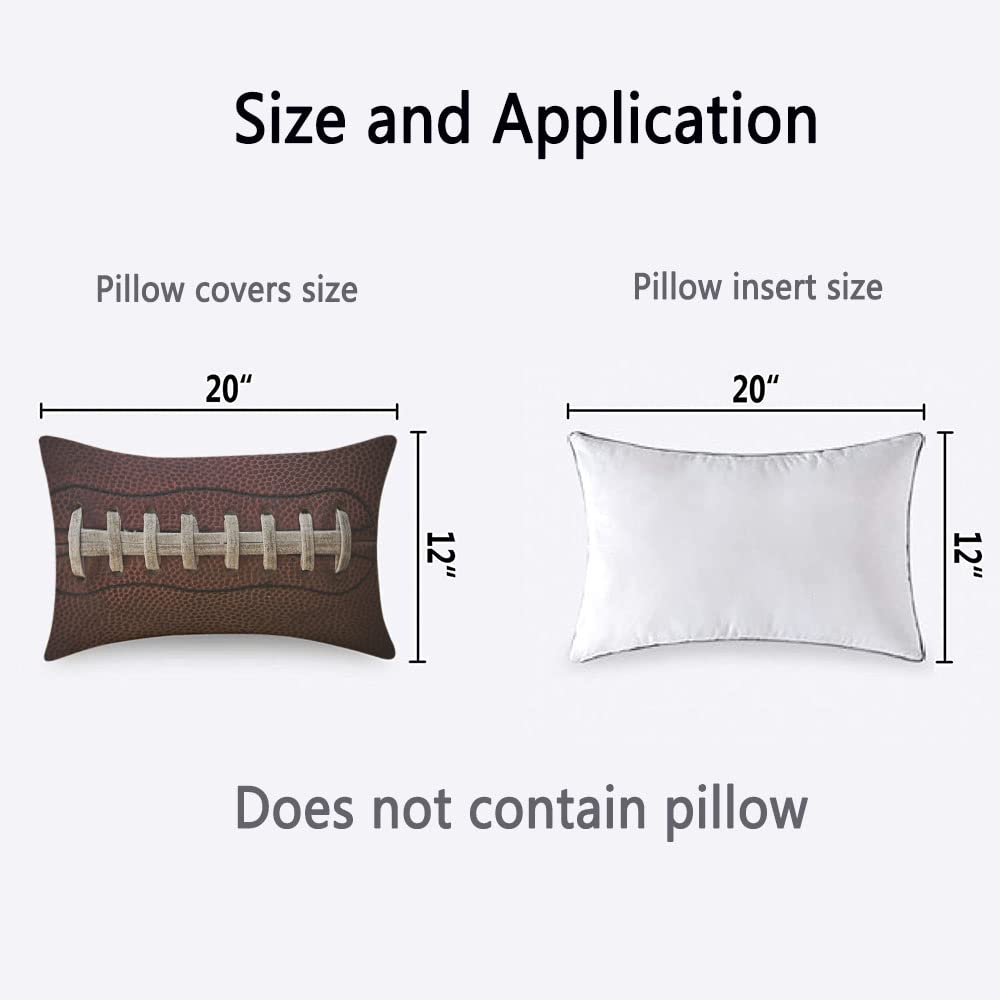 Size and Application
Pillow covers size
Pillow insert size
20“
20“
12“
12“
Does not contain pillow